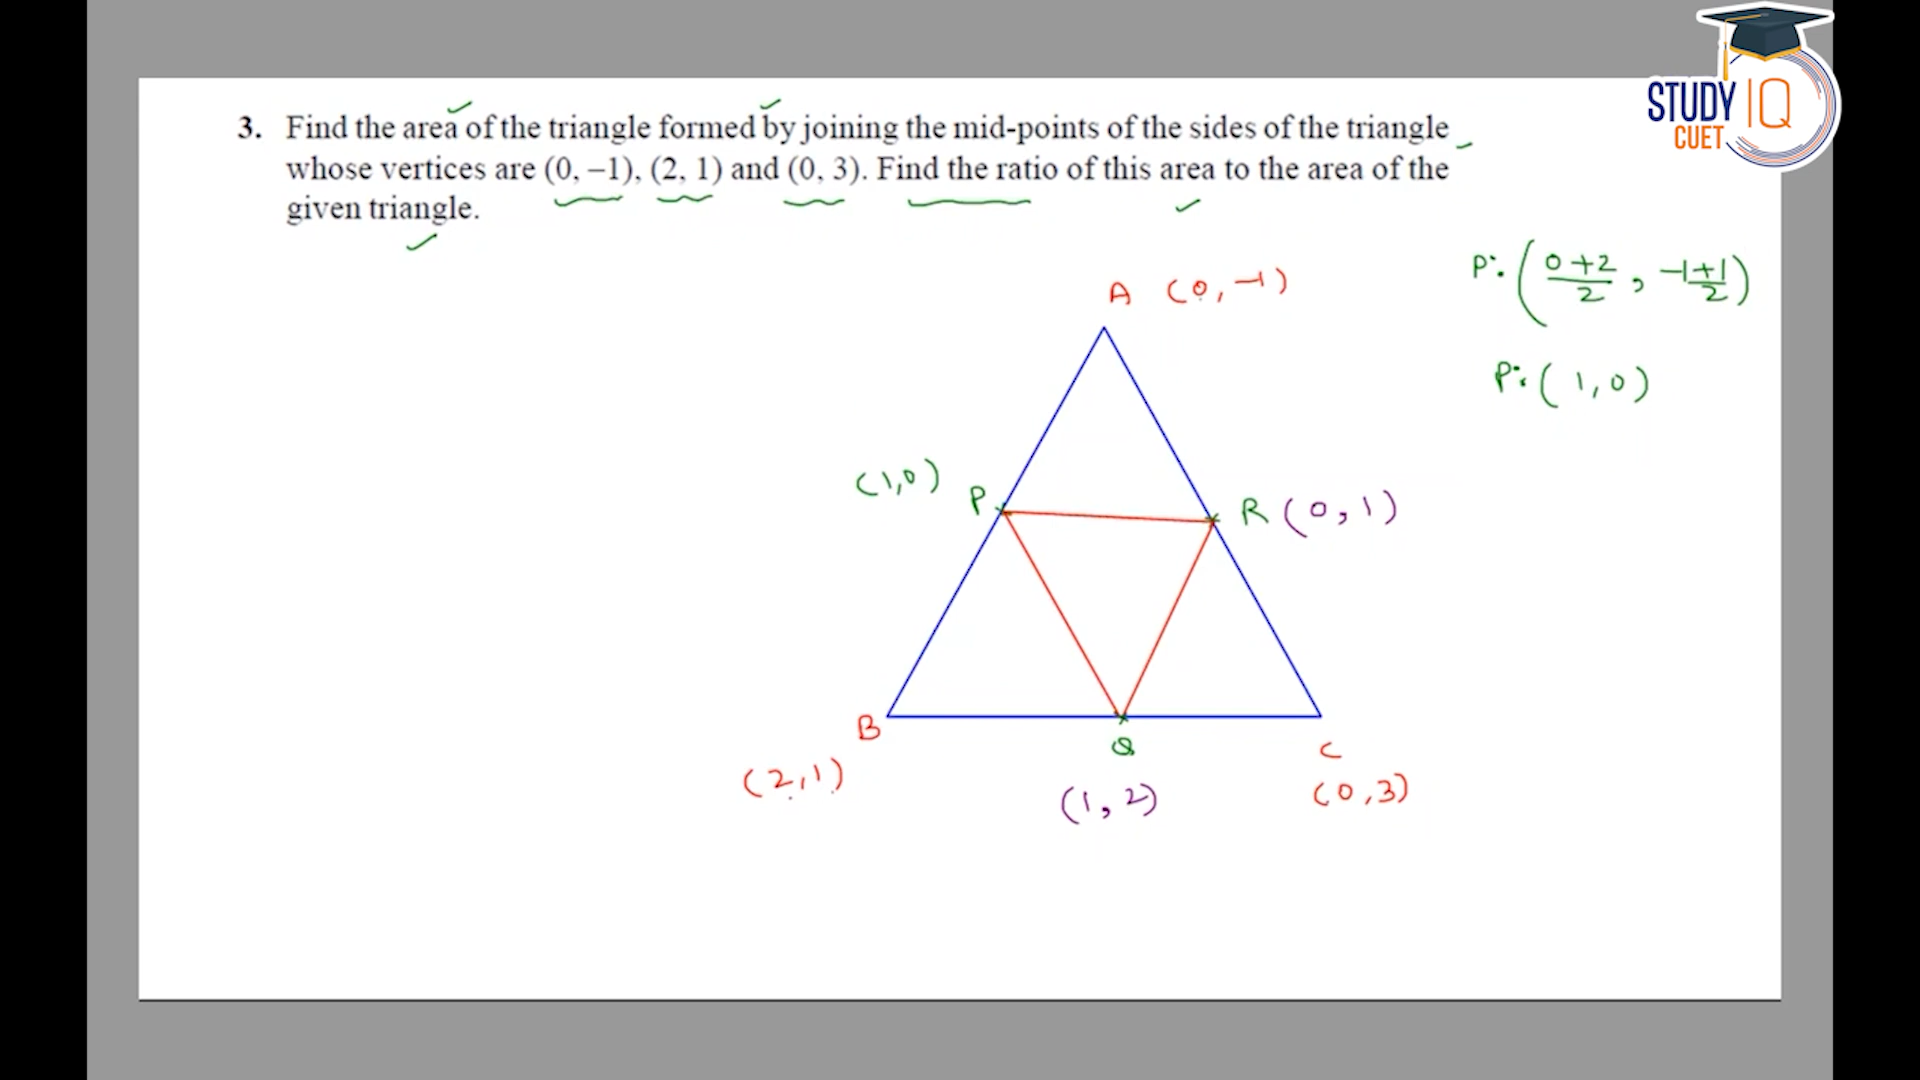 STUDY IQ
CUET
3. Find the area of the triangle formed by joining the mid-points of the sides of the triangle
whose vertices are (0, –1), (2, 1) and (0, 3). Find the ratio of this area to the area of the
given triangle.
P: (0+2/2, -1+1/2)
A (0,-1)
P: (1,0)
(1,0) P
R (0,1)
B
Q
C
(2,1)
(1,2)
(0,3)